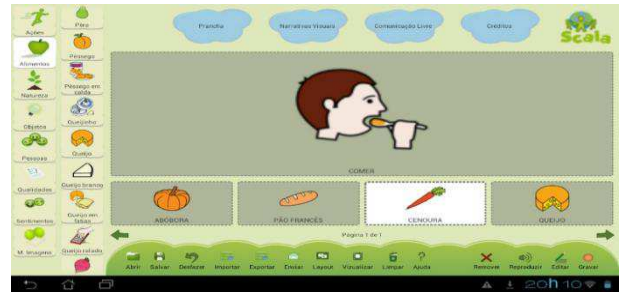 Prancha
Narrativas Visuais
Comunicação Livre
Créditos
Scala
Ações
Alimentos
Natureza
Objetos
Pessoas
Qualidades
Sentimentos
M. Imagens
Pêra
Pêssego
Pêssego em
calda
Queijinho
Queijo
Queijo branco
Queijo em
fatias
Queijo ralado
COMER
ABÓBORA
PÃO FRANCÊS
CENOURA
QUEIJO
Página 1 de 1
Abrir Salvar Desfazer Importar Exportar Enviar Layout Visualizar Limpar Ajuda
Remover Reproduzir Editar Gravar
20h10